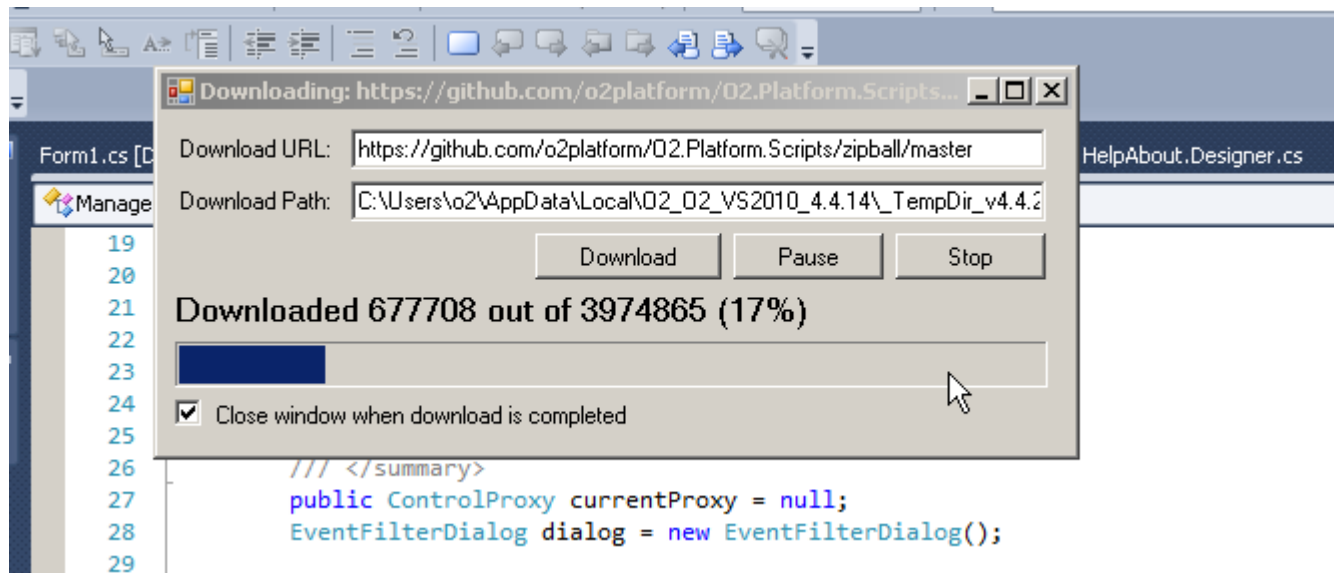 Downloading: https://github.com/o2platform/O2.Platform.Scripts...
Form1.cs [D
Download URL: https://github.com/o2platform/O2.Platform.Scripts/zipball/master
HelpAbout.Designer.cs
Manage
Download Path: C:\Users\o2\AppData\Local\O2_O2_VS2010_4.4.14\_TempDir_v4.4.2
19
Download Pause Stop
20
21
Downloaded 677708 out of 3974865 (17%)
22
23
24
Close window when download is completed
25
26 /// </summary>
27 public ControlProxy currentProxy = null;
28 EventFilterDialog dialog = new EventFilterDialog();
29